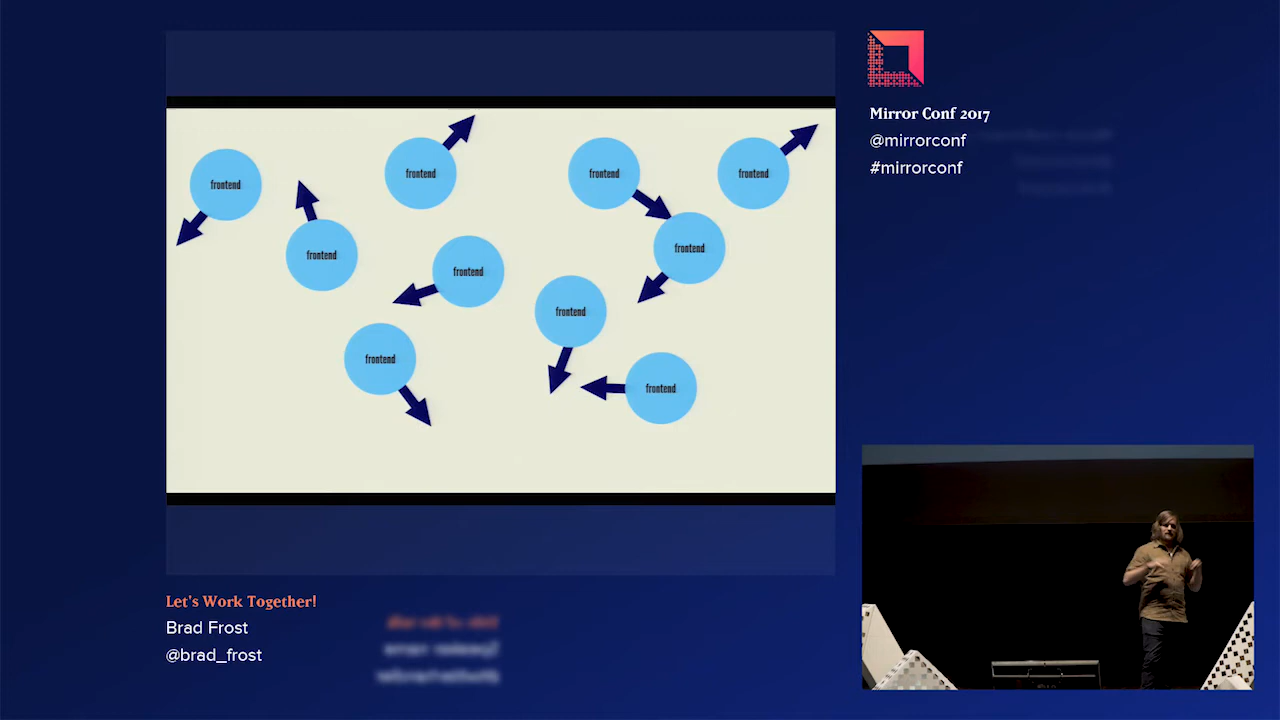 frontend
frontend
frontend
frontend
frontend
frontend
frontend
frontend
frontend
frontend
Mirror Conf 2017
@mirrorconf
#mirrorconf
Let's Work Together!
Brad Frost
@brad_frost